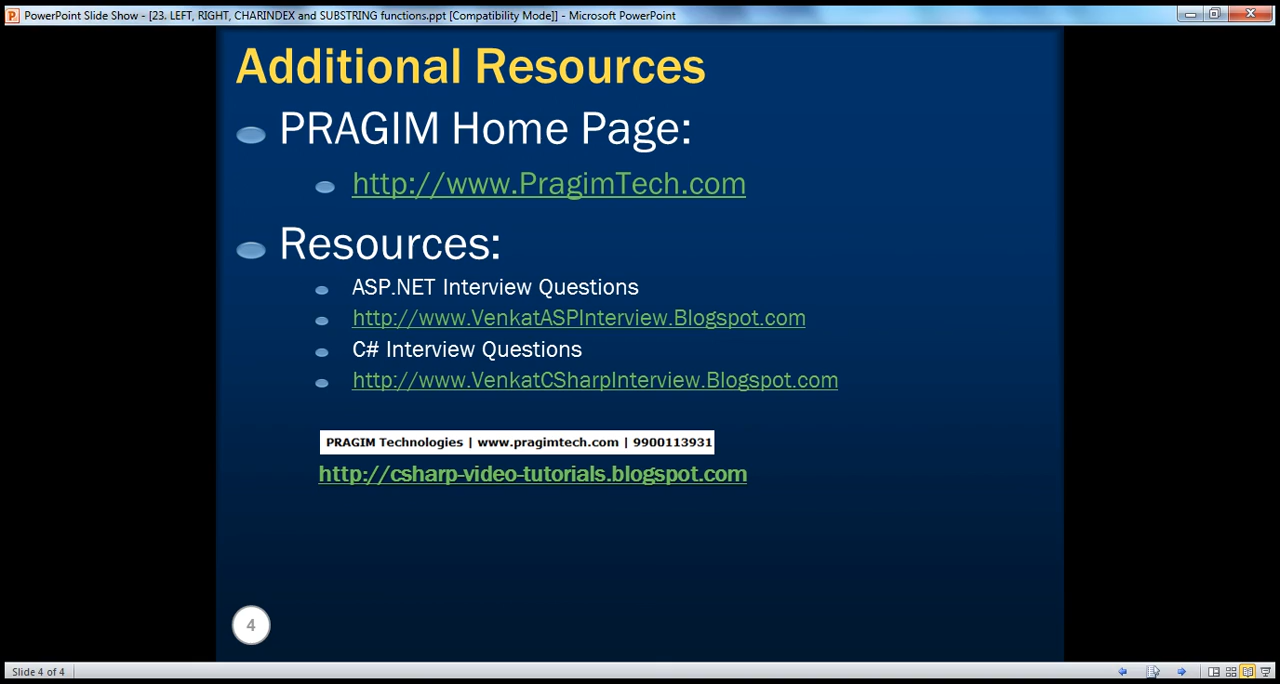 PowerPoint Slide Show - [23. LEFT, RIGHT, CHARINDEX and SUBSTRING functions.ppt [Compatibility Mode]] - Microsoft PowerPoint
Additional Resources
PRAGIM Home Page:
http://www.PragimTech.com
Resources:
ASP.NET Interview Questions
http://www.VenkatASPInterview.Blogspot.com
C# Interview Questions
http://www.VenkatCSharpInterview.Blogspot.com
PRAGIM Technologies | www.pragimtech.com | 9900113931
http://csharp-video-tutorials.blogspot.com
4
Slide 4 of 4